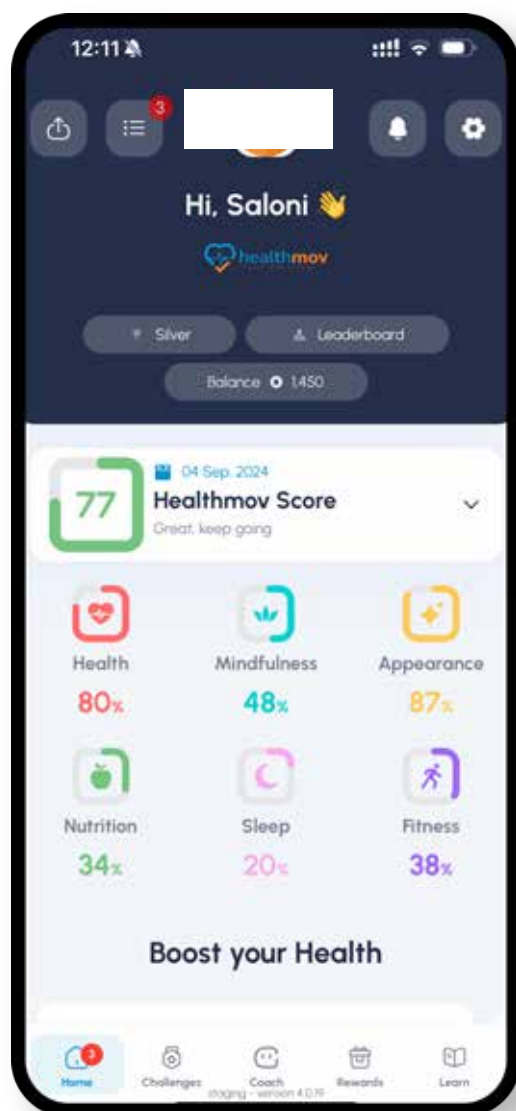 12:11
3
Hi, Saloni 👋
healthmov
Silver
Leaderboard
Balance 1,450
04 Sep. 2024
77
Healthmov Score
Great, keep going
Health
Mindfulness
Appearance
80%
48%
87%
Nutrition
Sleep
Fitness
34%
20%
38%
Boost your Health
3
Home
Challenges
Coach
Rewards
Learn
staging - version 4.0.19